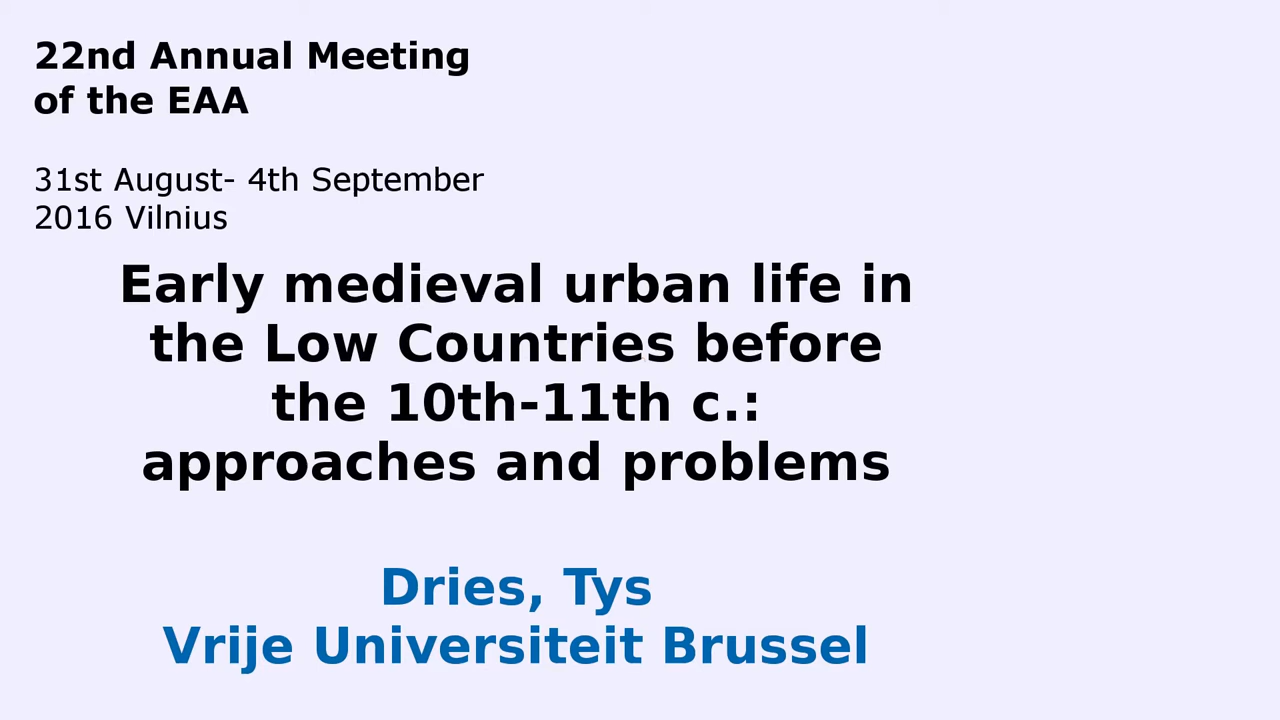 22nd Annual Meeting
of the EAA
31st August- 4th September
2016 Vilnius
Early medieval urban life in
the Low Countries before
the 10th-11th c.:
approaches and problems
Dries, Tys
Vrije Universiteit Brussel